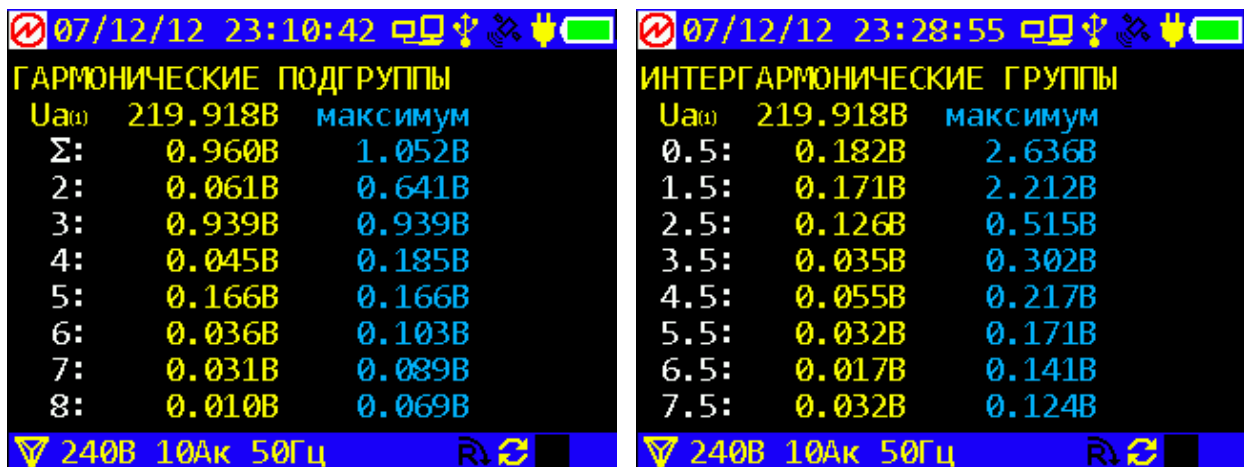 07/12/12 23:10:42
ГАРМОНИЧЕСКИЕ ПОДГРУППЫ
Ua(1) 219.918В максимум
Σ: 0.960В 1.052В
2: 0.061В 0.641В
3: 0.939В 0.939В
4: 0.045В 0.185В
5: 0.166В 0.166В
6: 0.036В 0.103В
7: 0.031В 0.089В
8: 0.010В 0.069В
240В 10Ак 50Гц R
07/12/12 23:28:55
ИНТЕРГАРМОНИЧЕСКИЕ ГРУППЫ
Ua(1) 219.918В максимум
0.5: 0.182В 2.636В
1.5: 0.171В 2.212В
2.5: 0.126В 0.515В
3.5: 0.035В 0.302В
4.5: 0.055В 0.217В
5.5: 0.032В 0.171В
6.5: 0.017В 0.141В
7.5: 0.032В 0.124В
240В 10Ак 50Гц R